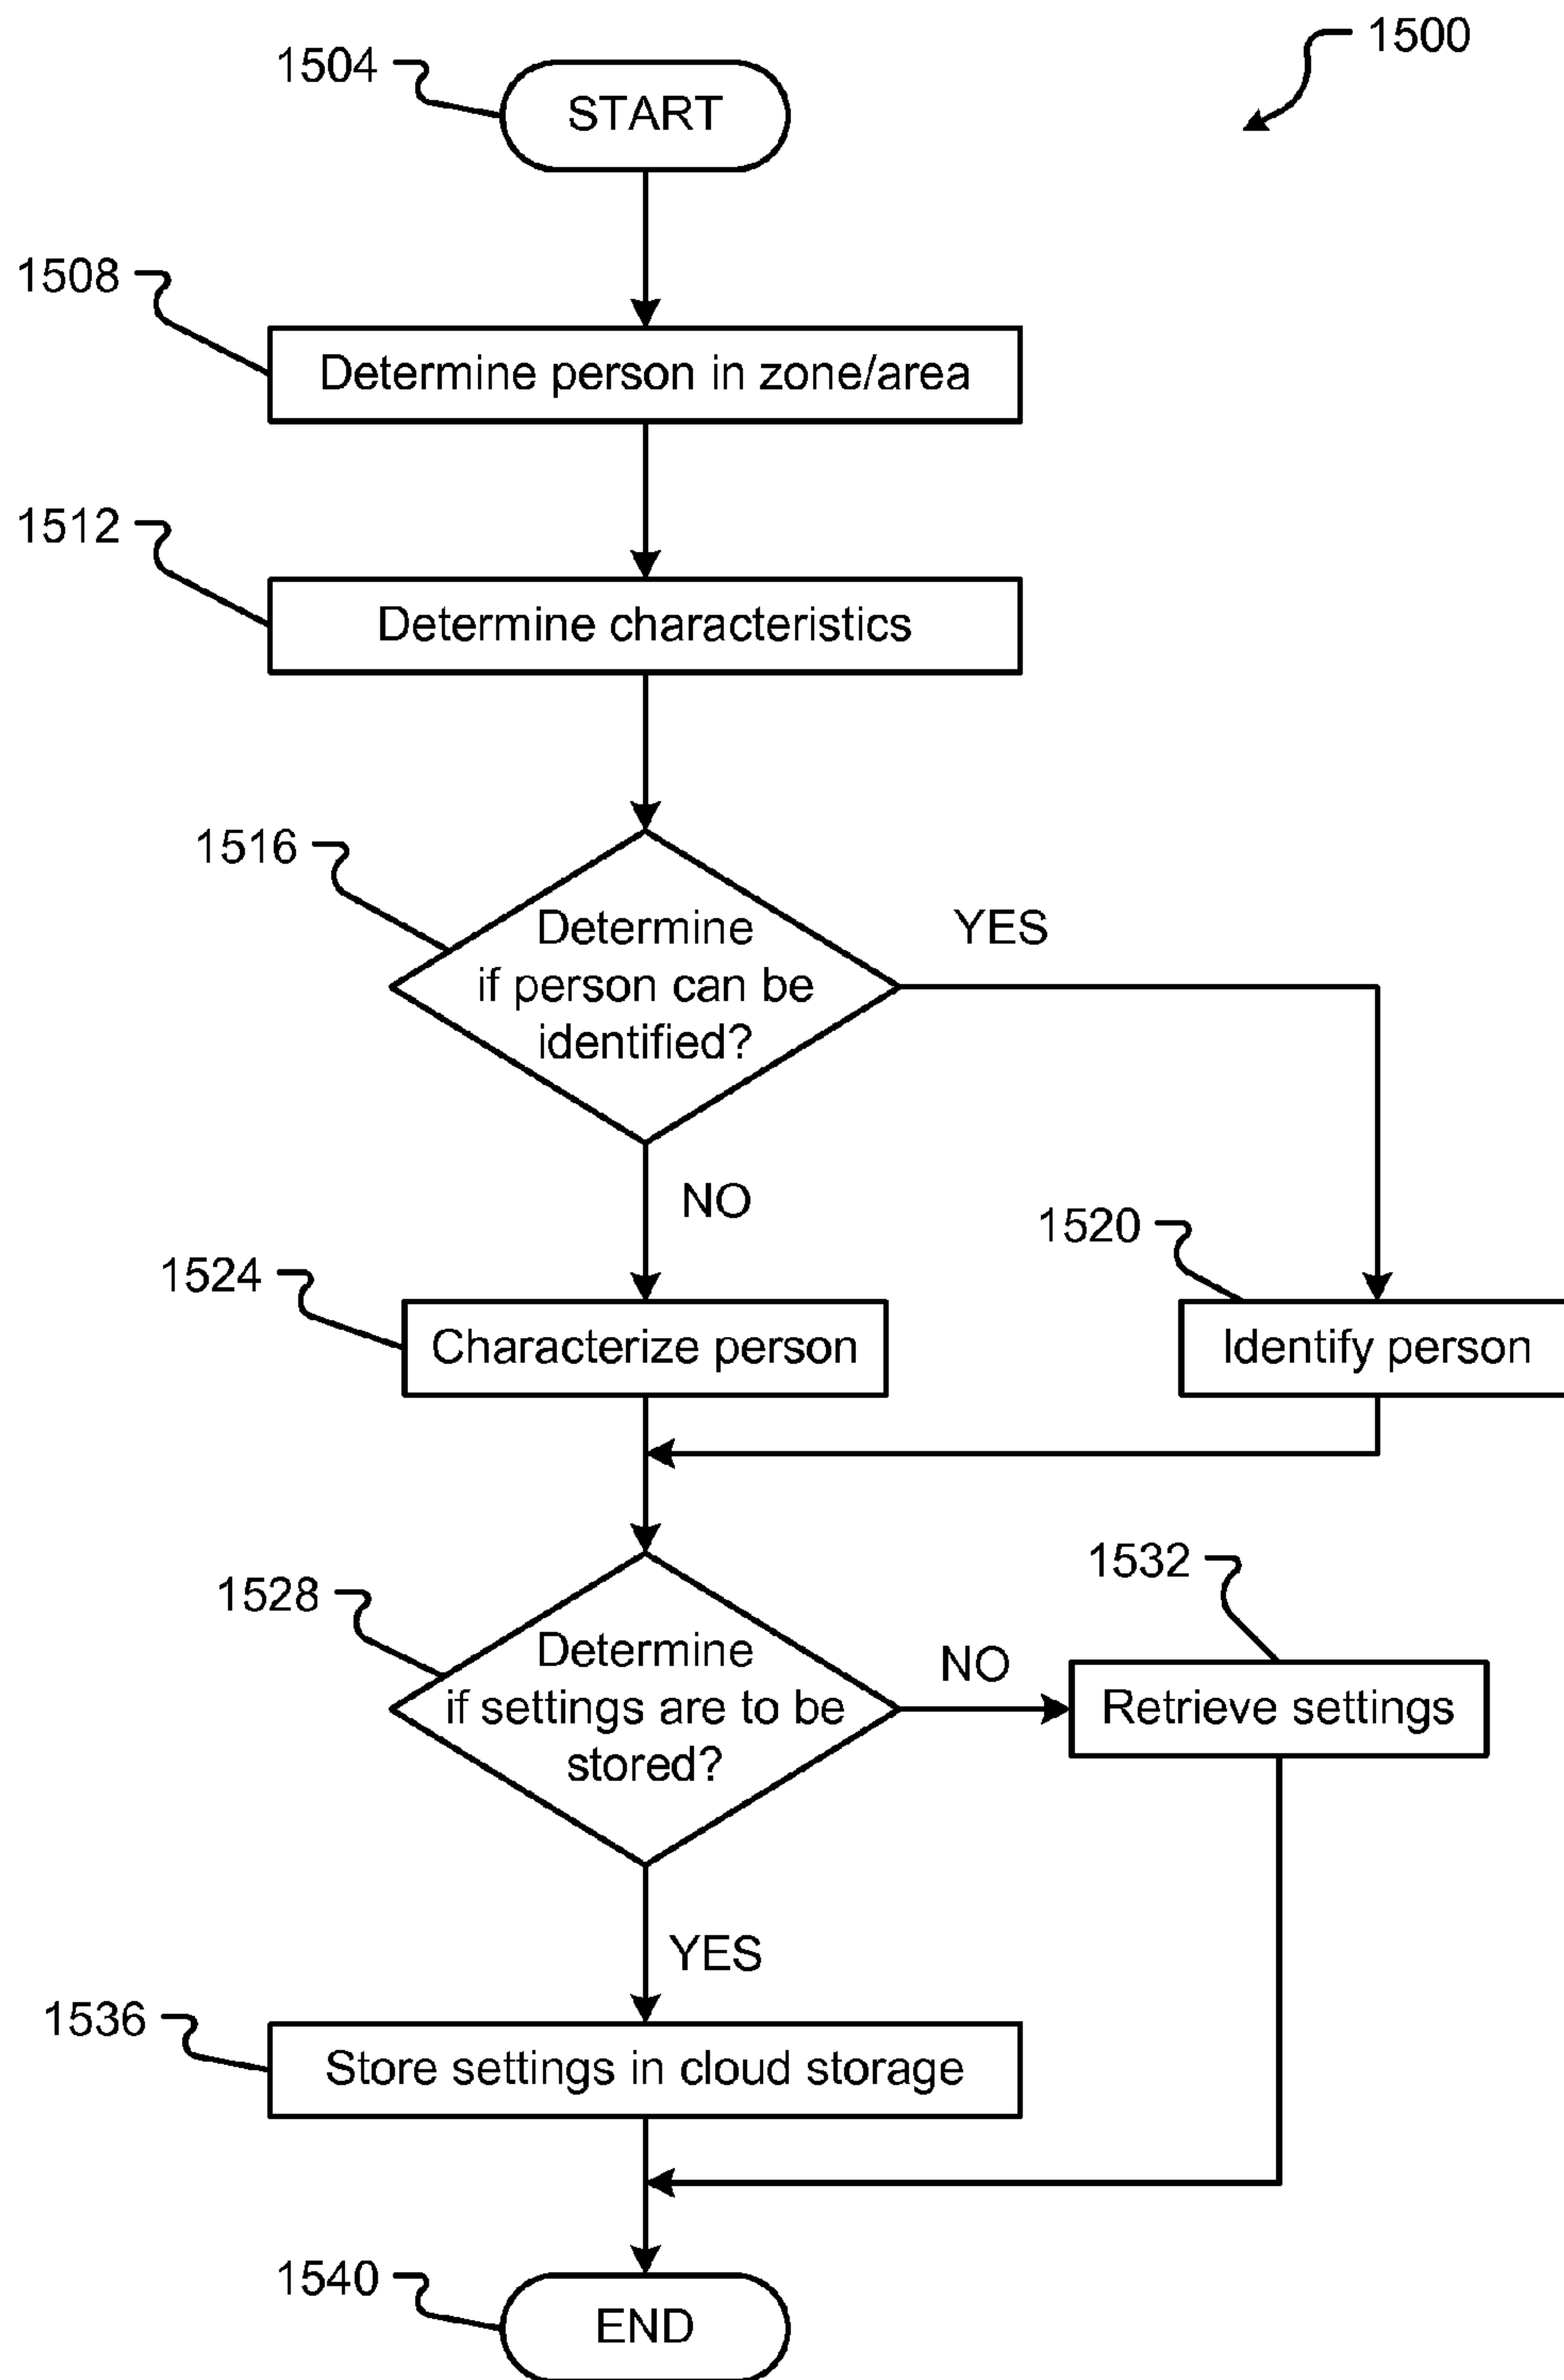 1500
1504
START
1508
Determine person in zone/area
1512
Determine characteristics
1516
Determine
if person can be
identified?
YES
NO
1520
1524
Characterize person
Identify person
1528
1532
Determine
if settings are to be
stored?
NO
Retrieve settings
YES
1536
Store settings in cloud storage
1540
END